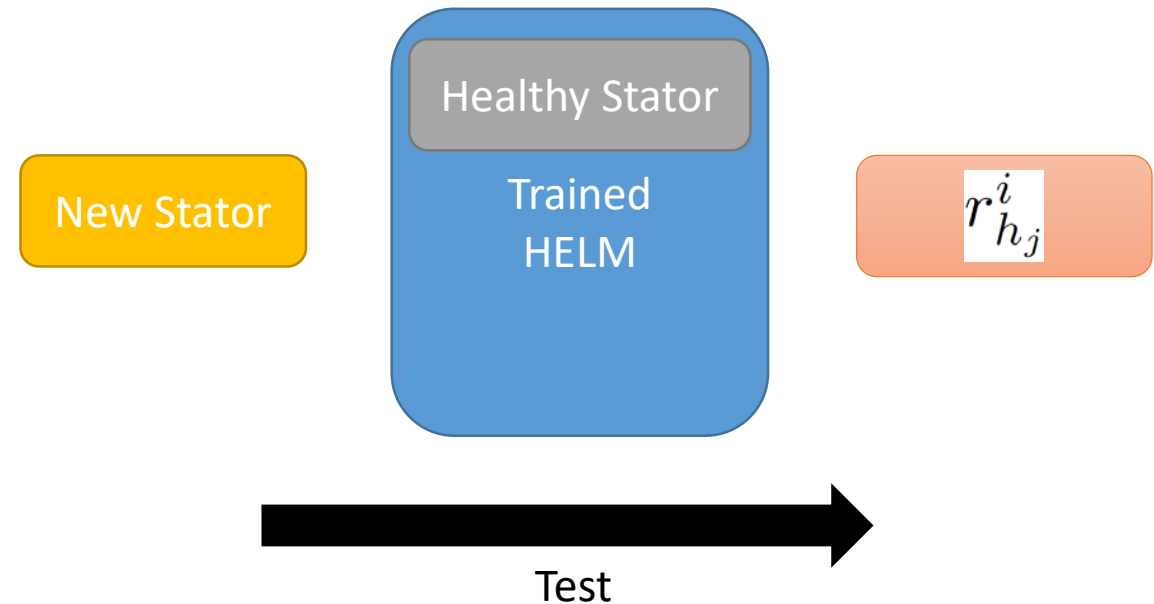 Healthy Stator
New Stator
Trained
HELM
r^i_{h_j}
Test